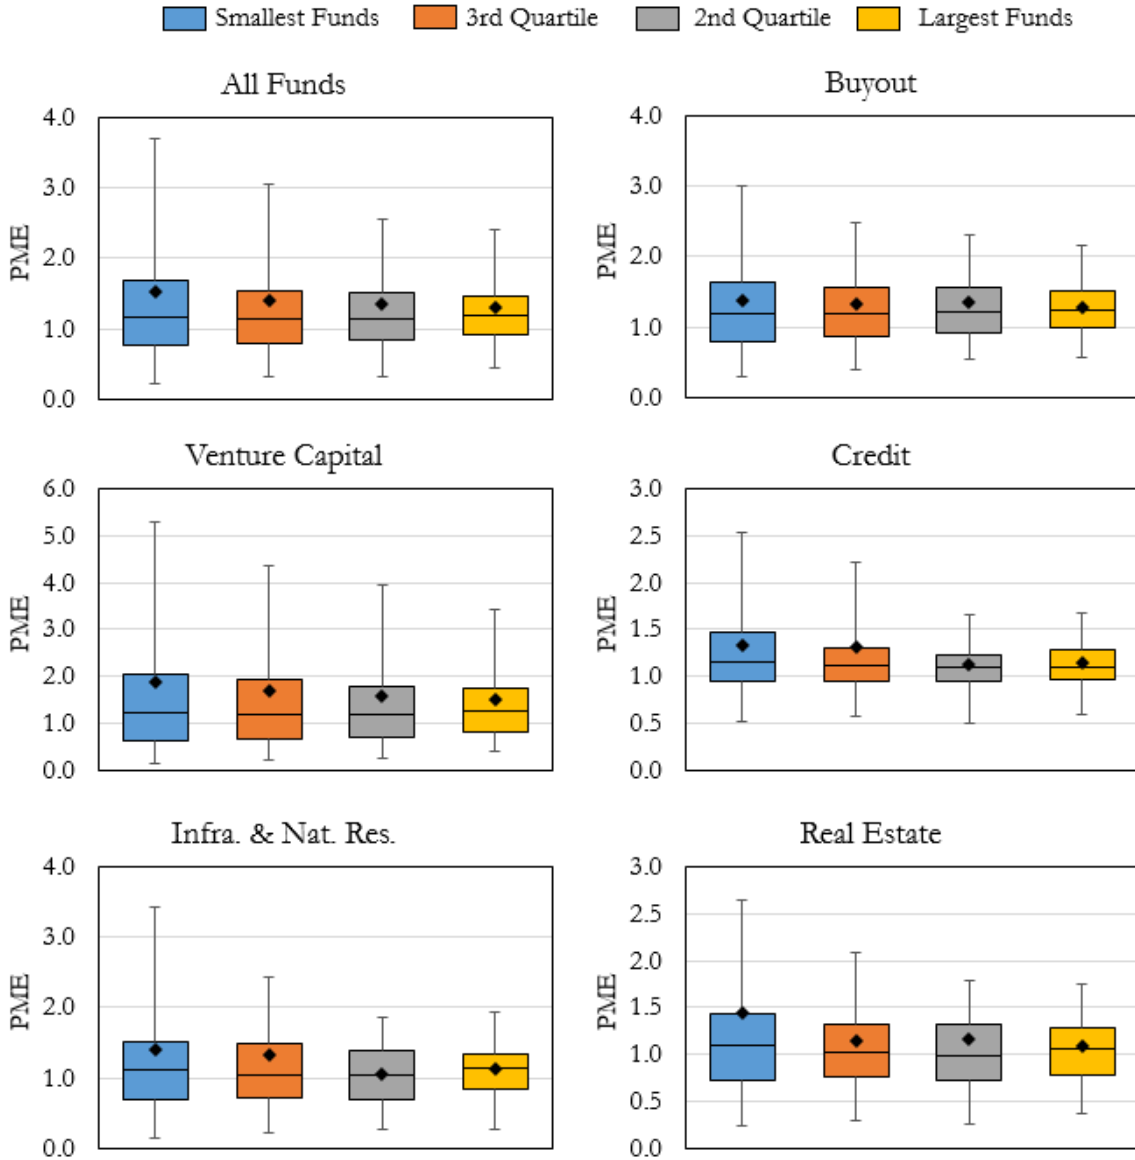 Smallest Funds 3rd Quartile 2nd Quartile Largest Funds
All Funds
PME
4.0
3.0
2.0
1.0
0.0
Buyout
PME
4.0
3.0
2.0
1.0
0.0
Venture Capital
PME
6.0
5.0
4.0
3.0
2.0
1.0
0.0
Credit
PME
3.0
2.5
2.0
1.5
1.0
0.5
0.0
Infra. & Nat. Res.
PME
4.0
3.0
2.0
1.0
0.0
Real Estate
PME
3.0
2.5
2.0
1.5
1.0
0.5
0.0